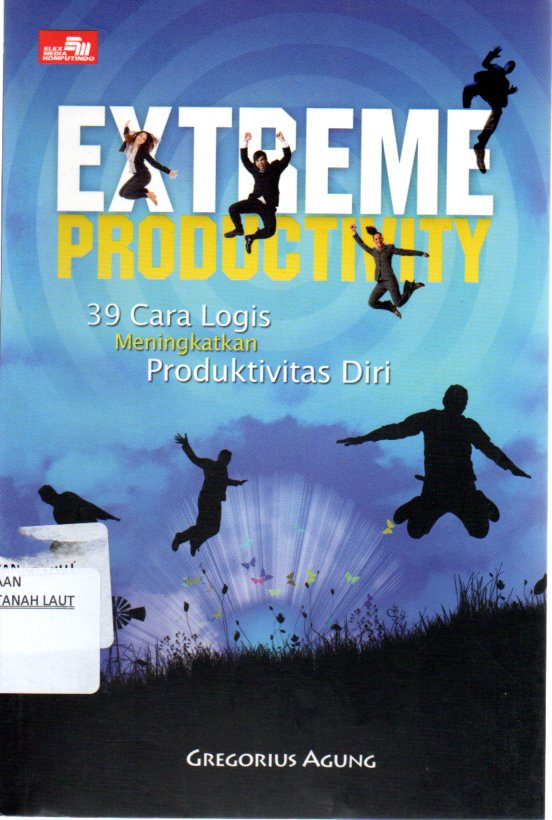 ELEX
MEDIA
KOMPUTINDO
EXTREME
PRODUCTIVITY
39 Cara Logis
Meningkatkan
Produktivitas Diri
AAN
TANAH LAUT
GREGORIUS AGUNG